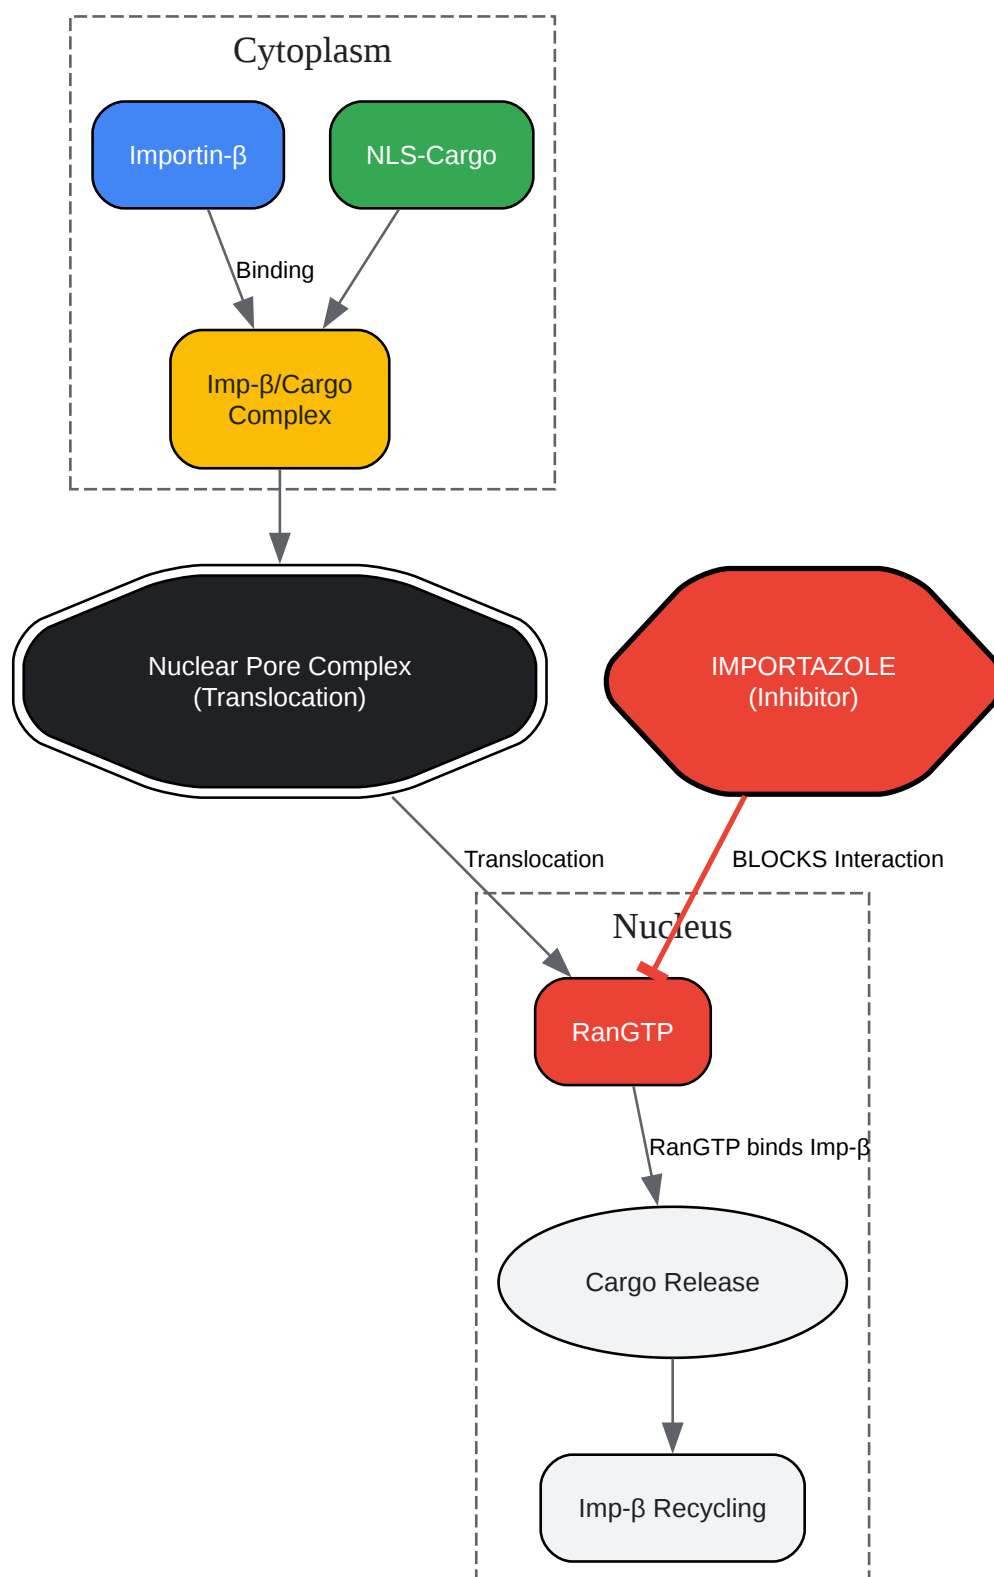 Cytoplasm
Importin-β
NLS-Cargo
Binding
Imp-β/Cargo
Complex
Nuclear Pore Complex
(Translocation)
IMPORTAZOLE
(Inhibitor)
Translocation
BLOCKS Interaction
Nucleus
RanGTP
RanGTP binds Imp-β
Cargo Release
Imp-β Recycling